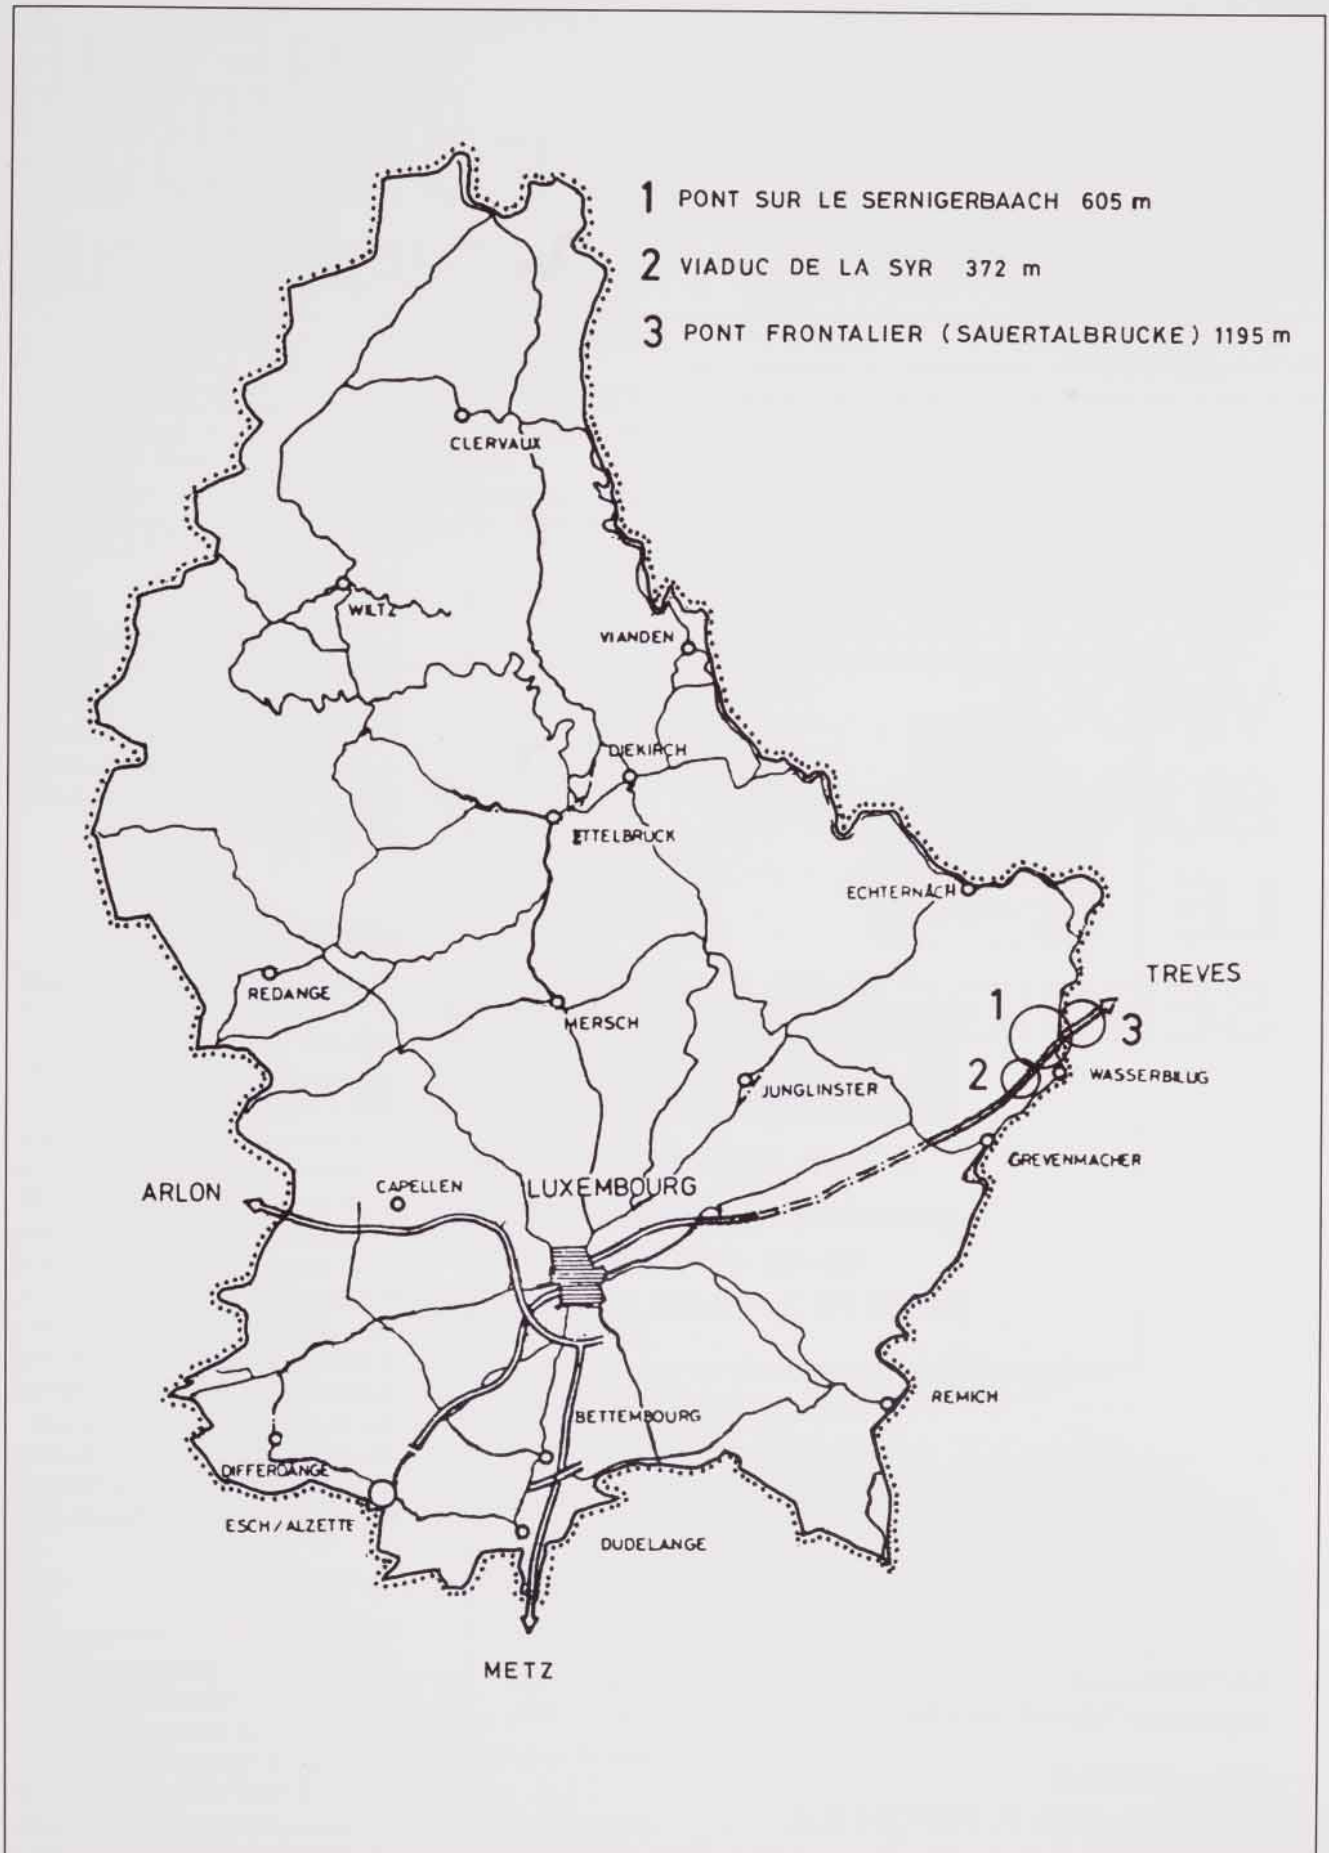 1 PONT SUR LE SERNIGERBAACH 605 m
2 VIADUC DE LA SYR 372 m
3 PONT FRONTALIER (SAUERTALBRUCKE) 1195 m
CLERVAUX
WILTZ
VIANDEN
DIEKIRCH
ETTELBRUCK
ECHTERNACH
TREVES
REDANGE
1
MERSCH
3
2
WASSERBILUG
JUNGLINSTER
GREVENMACHER
ARLON
CAPELLEN
LUXEMBOURG
REMICH
BETTEMBOURG
DIFFERDANGE
ESCH/ALZETTE
DUDELANGE
METZ